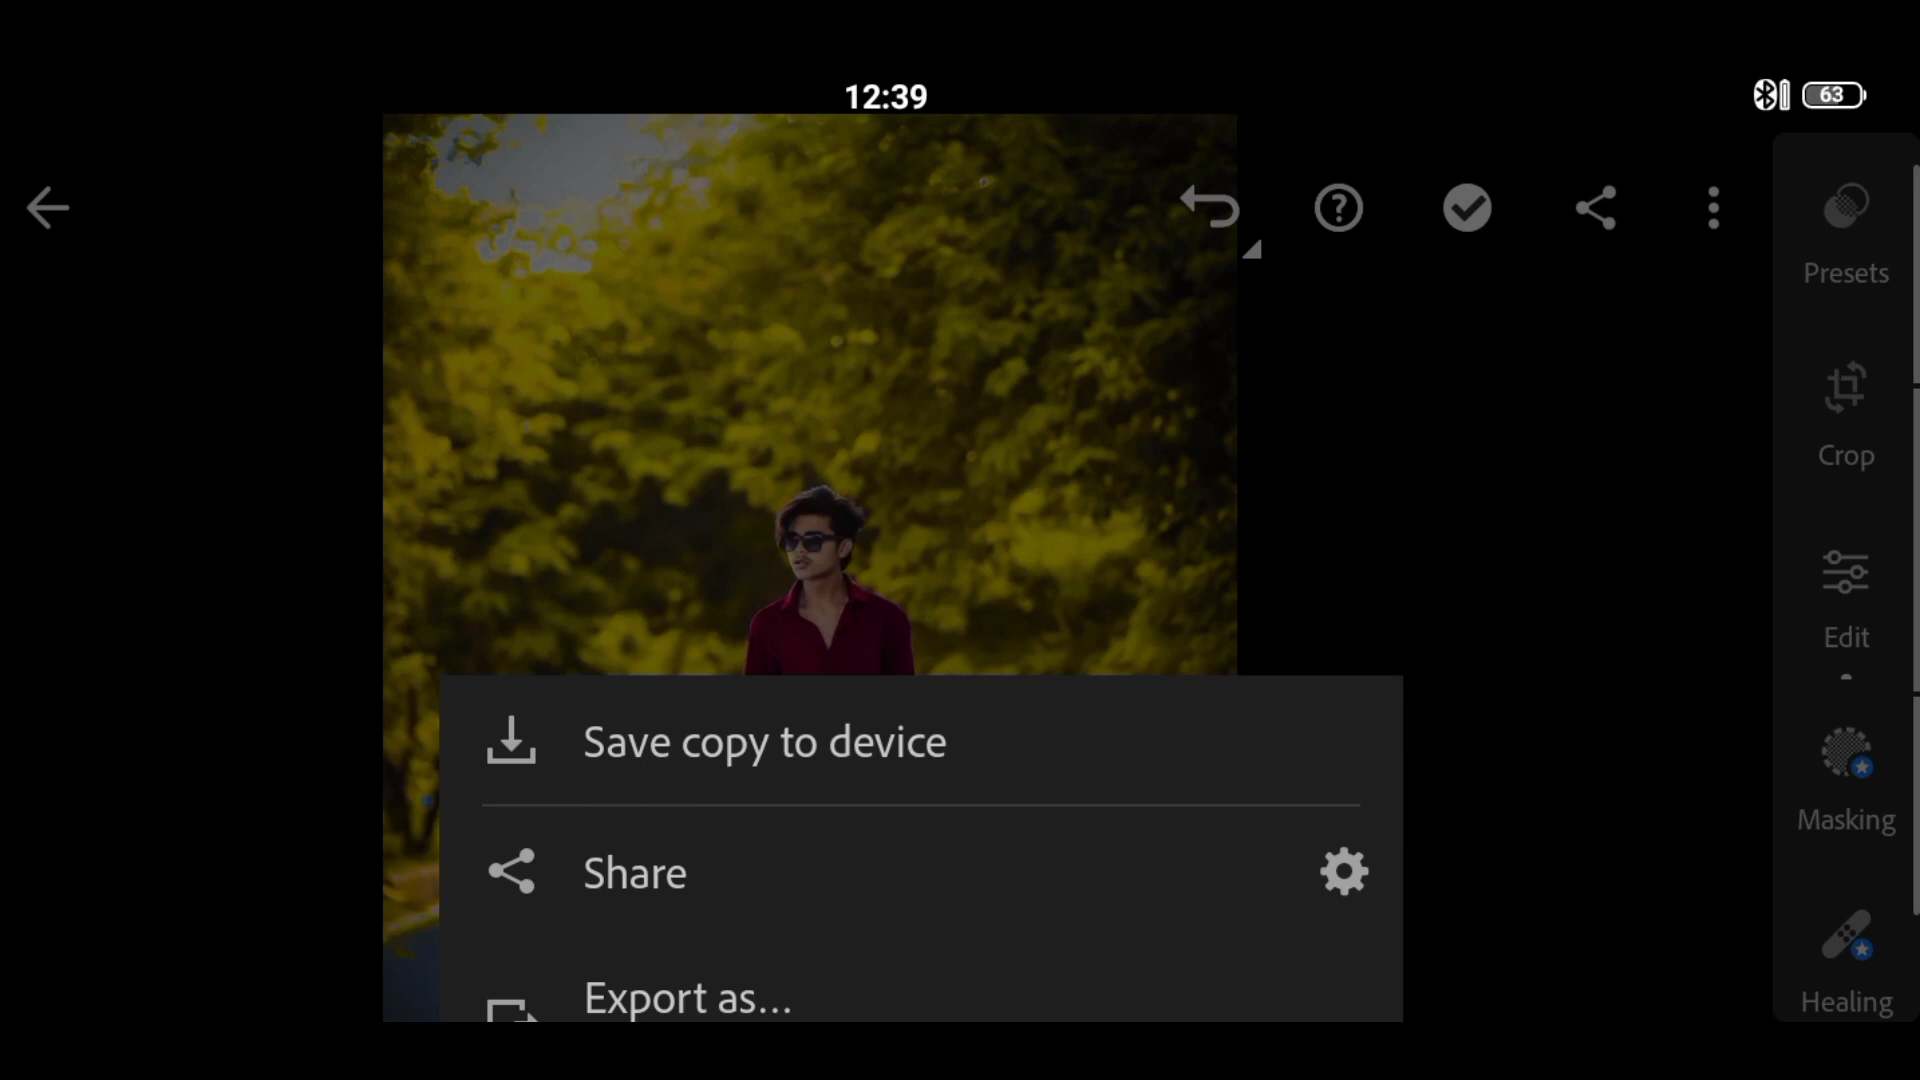 12:39
63
Presets
Crop
Edit
Masking
Healing
Save copy to device
Share
Export as...